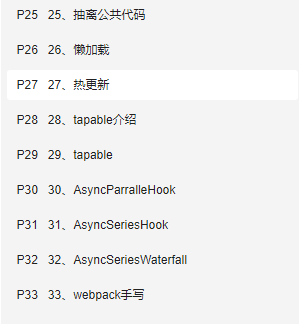 P25 25、抽离公共代码
P26 26、懒加载
P27 27、热更新
P28 28、tapable介绍
P29 29、tapable
P30 30、AsyncParralleHook
P31 31、AsyncSeriesHook
P32 32、AsyncSeriesWaterfall
P33 33、webpack手写